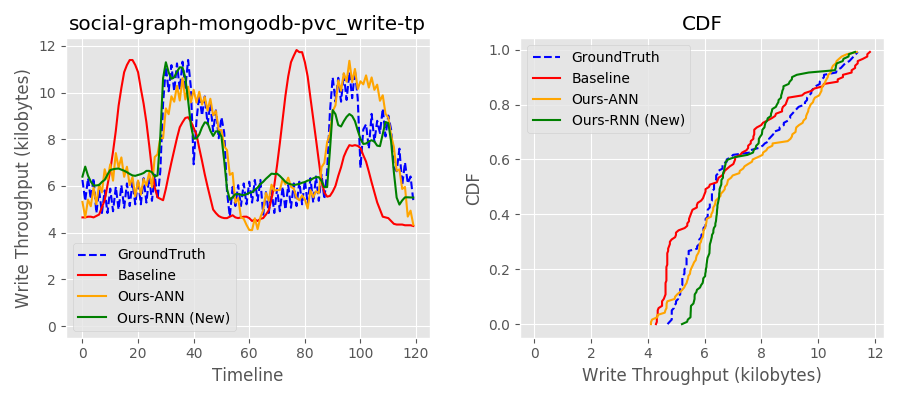 social-graph-mongodb-pvc_write-tp
Write Throughput (kilobytes)
12
10
8
6
4
2
0
GroundTruth
Baseline
Ours-ANN
Ours-RNN (New)
0 20 40 60 80 100 120
Timeline
CDF
CDF
1.0
0.8
0.6
0.4
0.2
0.0
GroundTruth
Baseline
Ours-ANN
Ours-RNN (New)
0 2 4 6 8 10 12
Write Throughput (kilobytes)